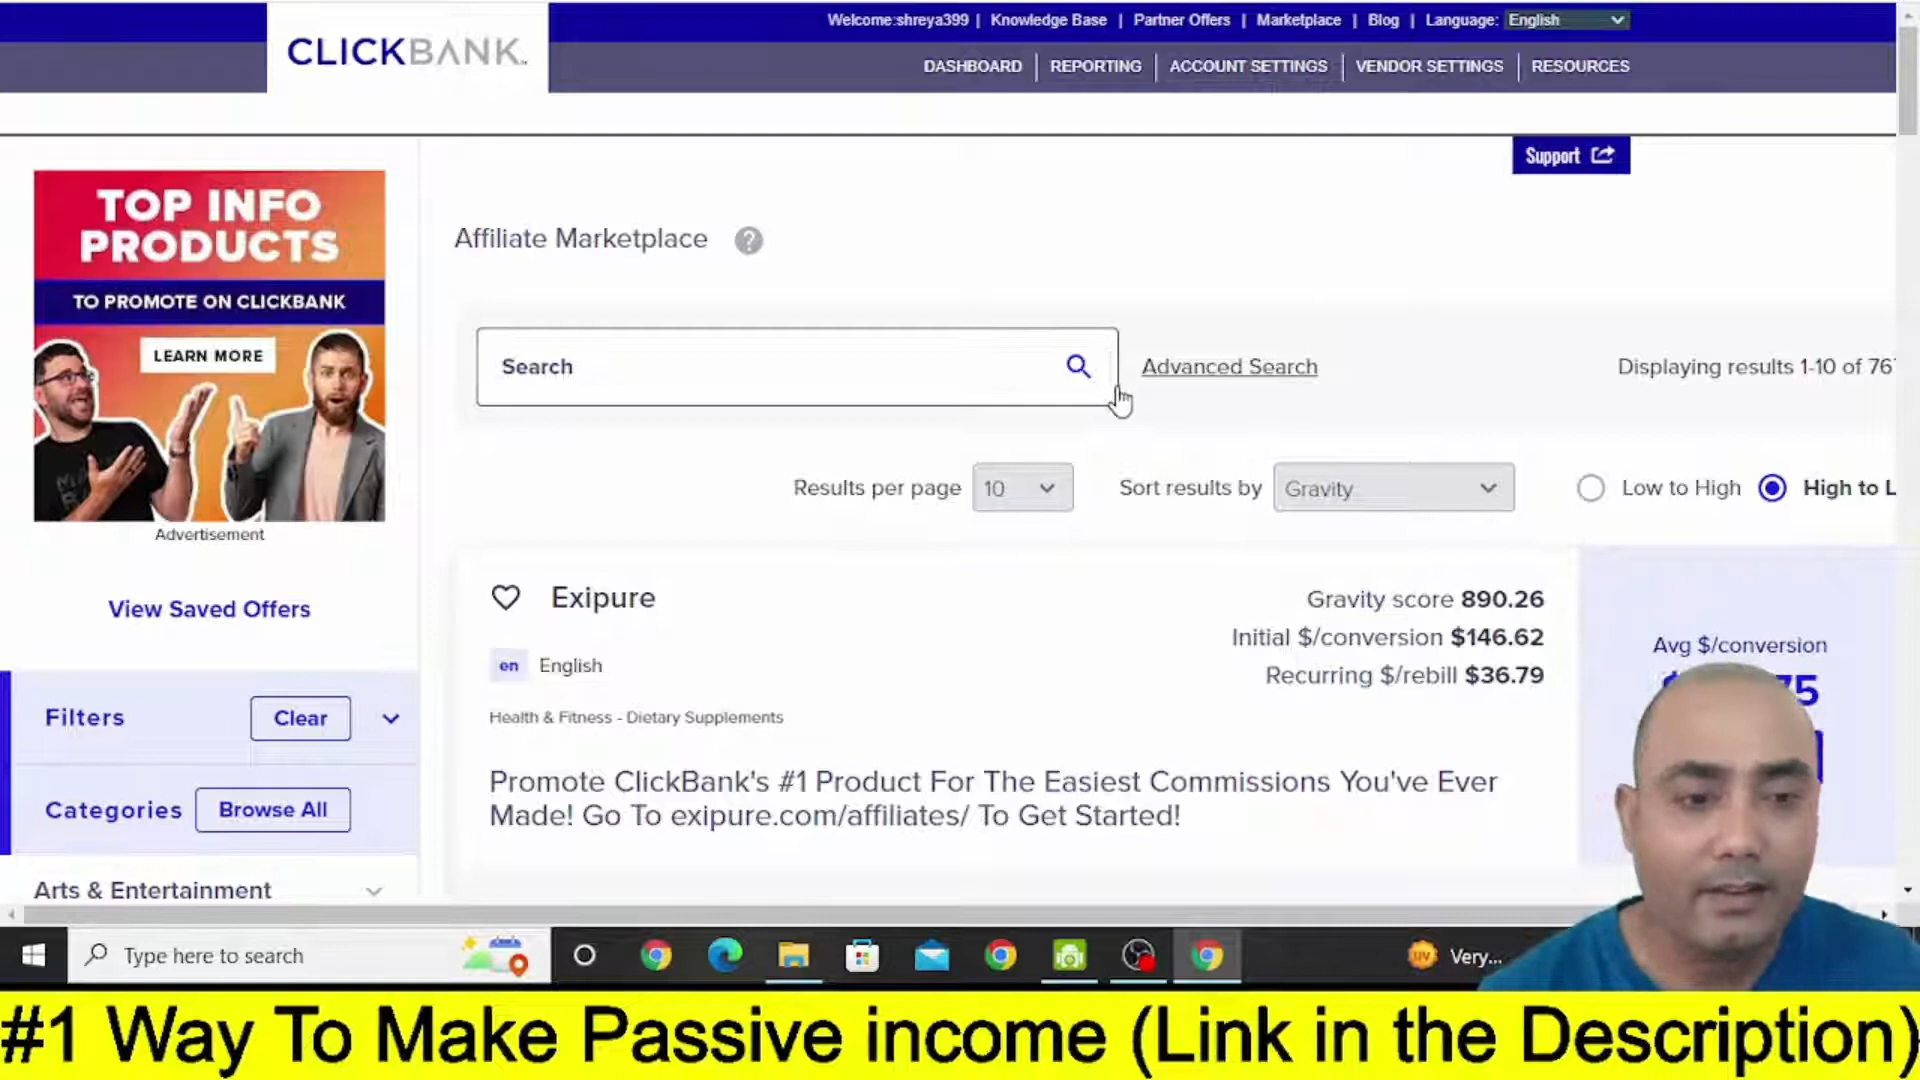 Welcome:shreya399 | Knowledge Base | Partner Offers | Marketplace | Blog | Language: English
CLICKBANK
DASHBOARD | REPORTING | ACCOUNT SETTINGS | VENDOR SETTINGS | RESOURCES
Support
TOP INFO
PRODUCTS
TO PROMOTE ON CLICKBANK
LEARN MORE
Advertisement
View Saved Offers
Filters Clear
Categories Browse All
Arts & Entertainment
Affiliate Marketplace ?
Search Advanced Search Displaying results 1-10 of 76
Results per page 10 Sort results by Gravity Low to High High to L
Exipure
en English
Health & Fitness - Dietary Supplements
Gravity score 890.26
Initial $/conversion $146.62
Recurring $/rebill $36.79
Avg $/conversion
Promote ClickBank's #1 Product For The Easiest Commissions You've Ever
Made! Go To exipure.com/affiliates/ To Get Started!
Type here to search
UV Very...
#1 Way To Make Passive income (Link in the Description)